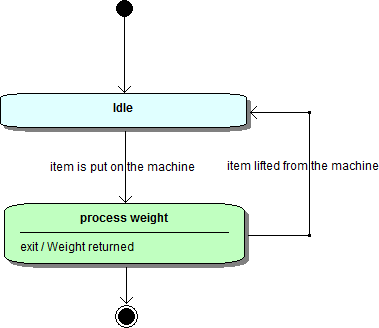 Idle
item is put on the machine
item lifted from the machine
process weight
exit / Weight returned